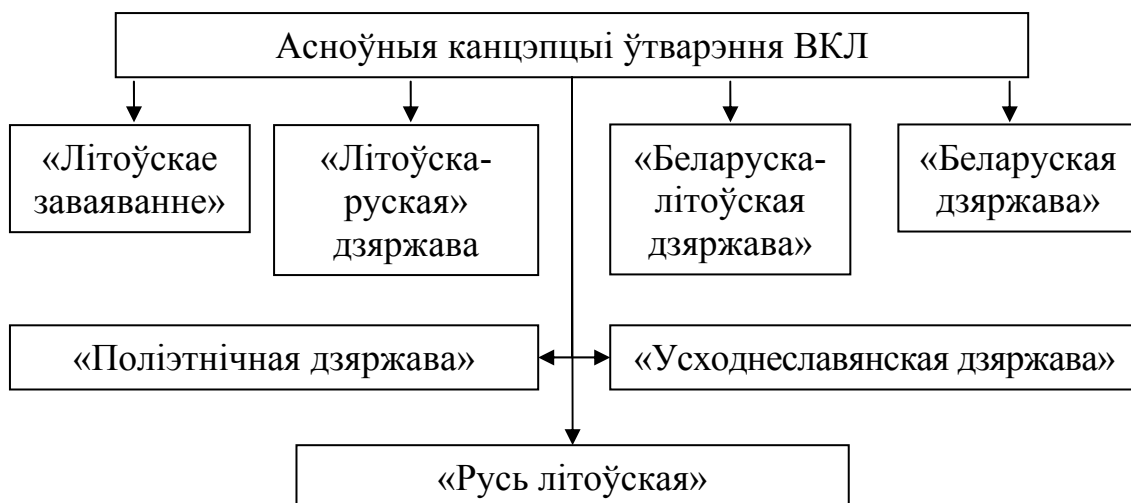 Асноўныя канцэпцыі ўтварэння ВКЛ
«Літоўскае
заваяванне»
«Літоўска-
руская»
дзяржава
«Беларуска-
літоўская
дзяржава»
«Беларуская
дзяржава»
«Поліэтнічная дзяржава»
«Усходнеславянская дзяржава»
«Русь літоўская»